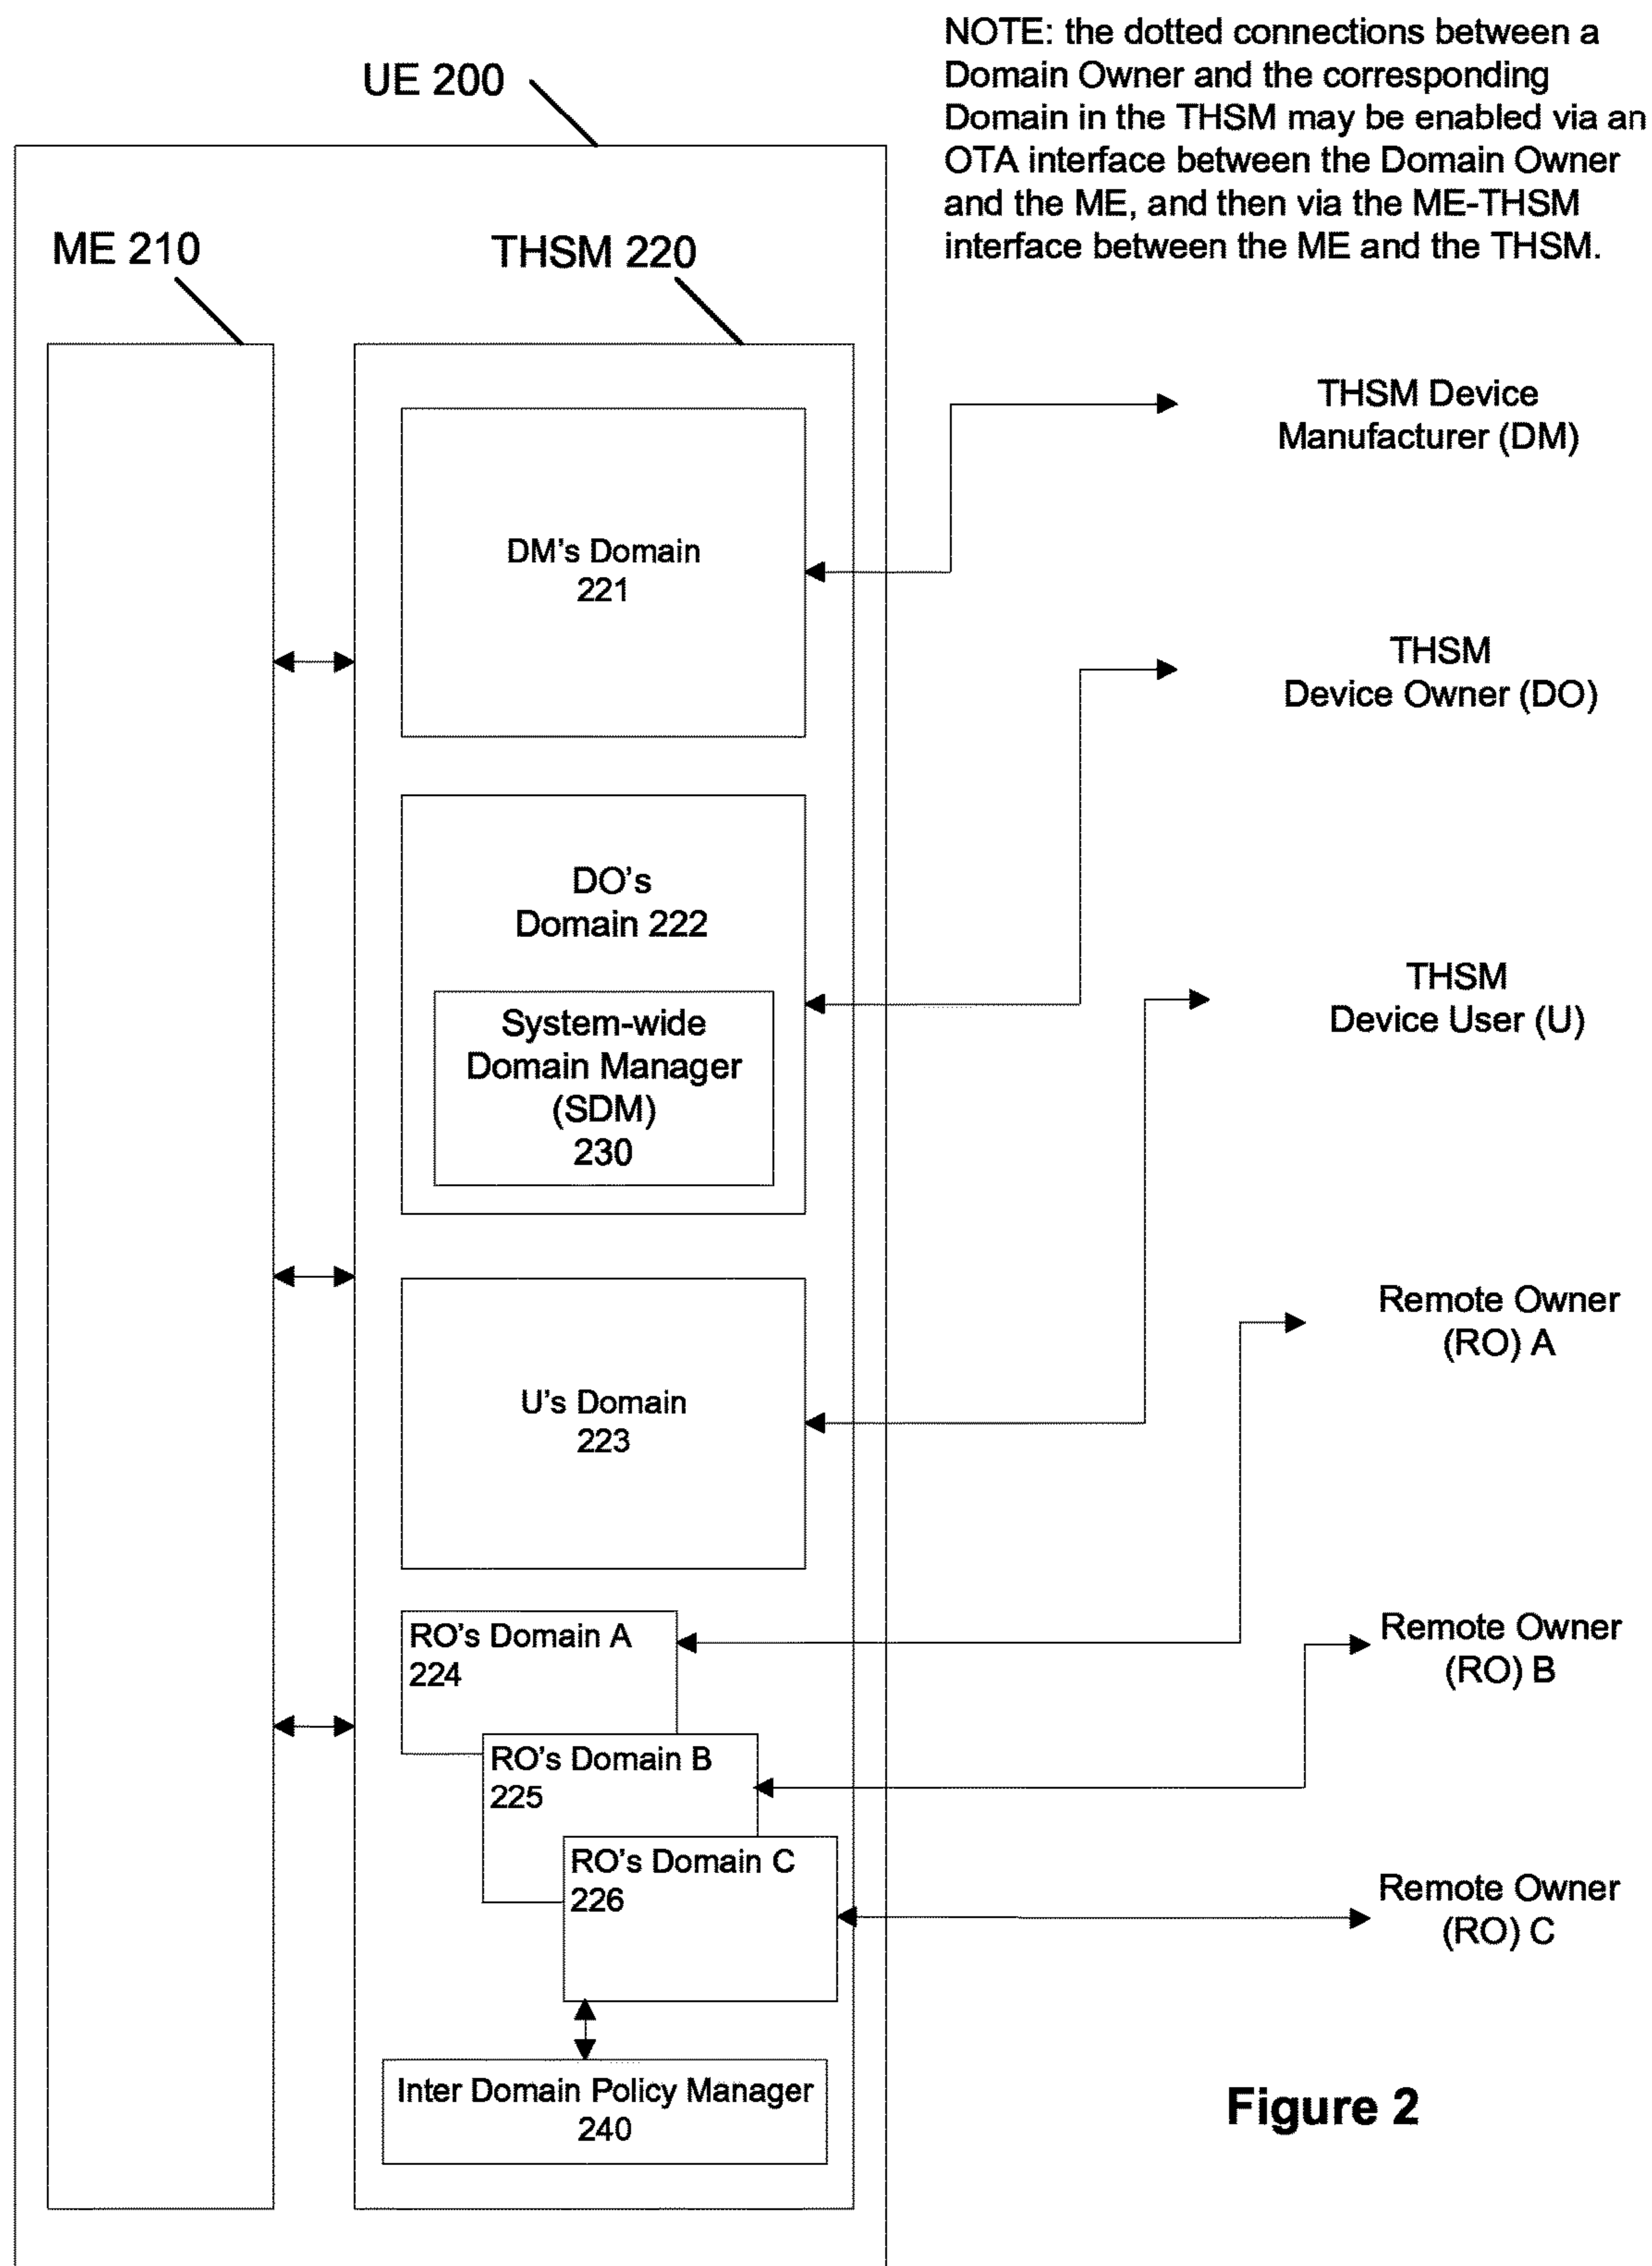 NOTE: the dotted connections between a
Domain Owner and the corresponding
Domain in the THSM may be enabled via an
OTA interface between the Domain Owner
and the ME, and then via the ME-THSM
interface between the ME and the THSM.
UE 200
ME 210
THSM 220
THSM Device
Manufacturer (DM)
DM's Domain
221
THSM
Device Owner (DO)
DO's
Domain 222
System-wide
Domain Manager
(SDM)
230
THSM
Device User (U)
U's Domain
223
Remote Owner
(RO) A
RO's Domain A
224
Remote Owner
(RO) B
RO's Domain B
225
RO's Domain C
226
Remote Owner
(RO) C
Inter Domain Policy Manager
240
Figure 2